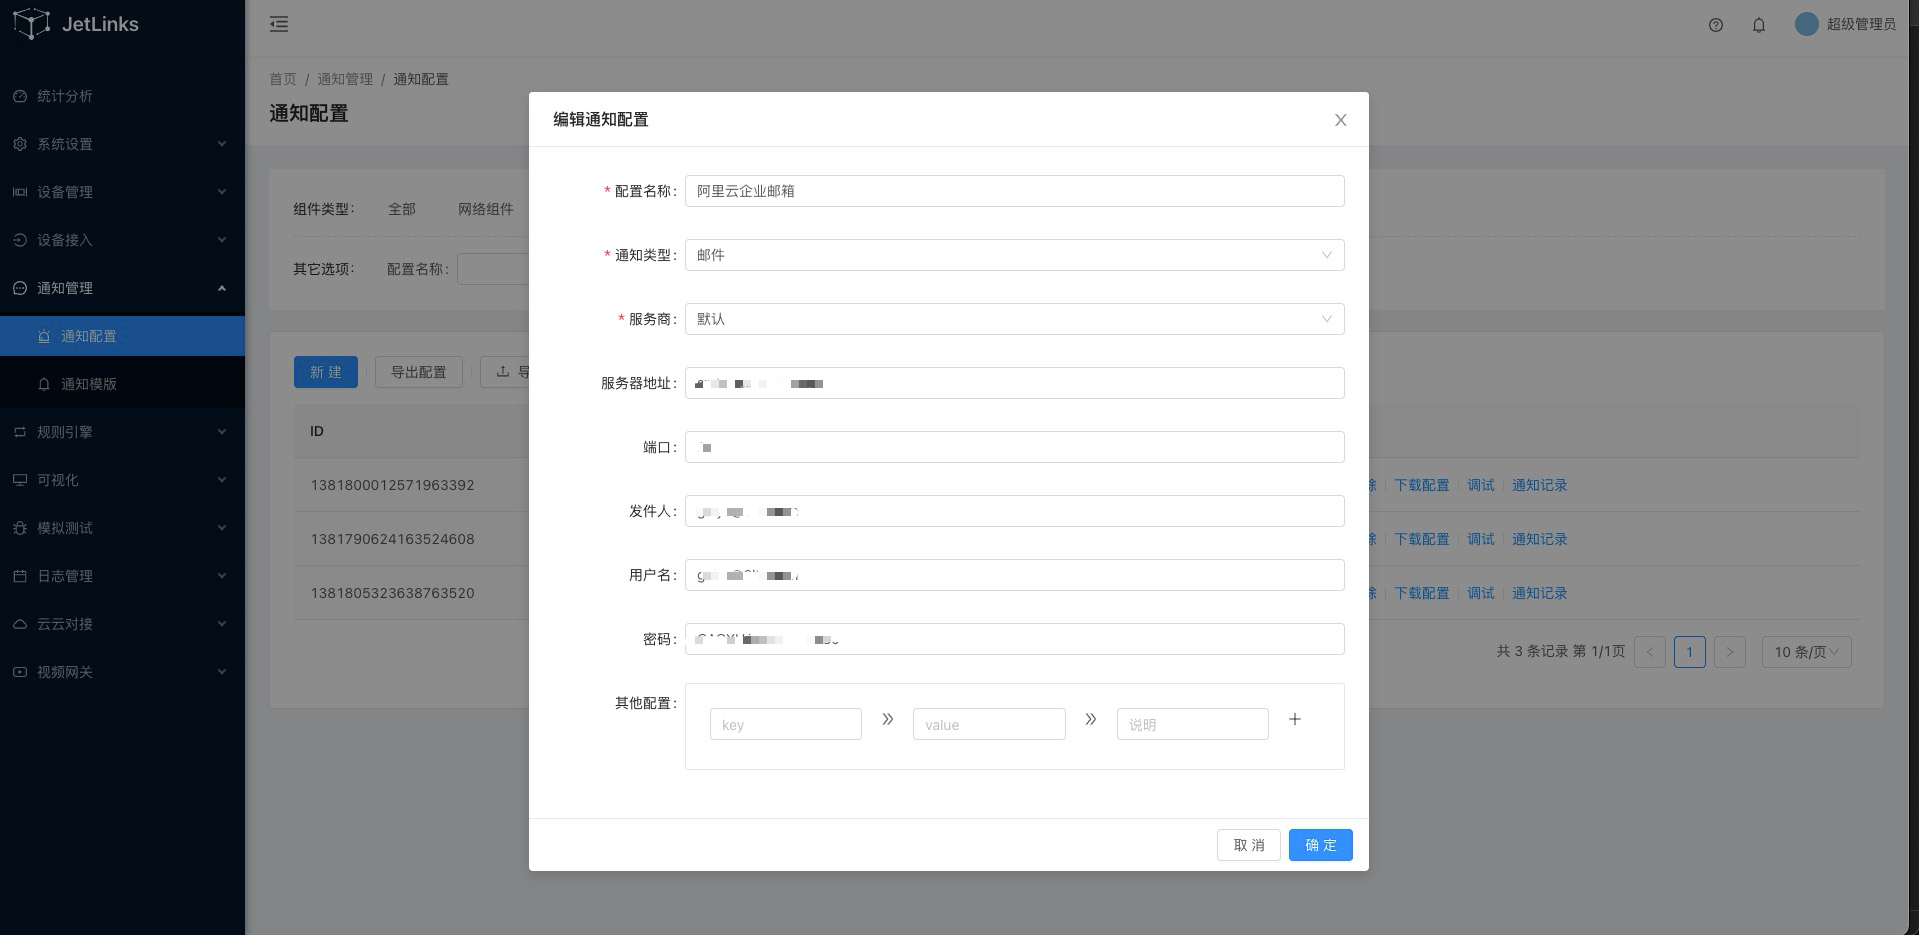 JetLinks
超级管理员
统计分析
系统设置
设备管理
设备接入
通知管理
通知配置
通知模版
规则引擎
可视化
模拟测试
日志管理
云云对接
视频网关
首页 / 通知管理 / 通知配置
通知配置
组件类型： 全部 网络组件
其它选项： 配置名称：
新 建 导出配置
ID
1381800012571963392 下载配置 调试 通知记录
1381790624163524608 下载配置 调试 通知记录
1381805323638763520 下载配置 调试 通知记录
共 3 条记录 第 1/1页 < 1 > 10 条/页
编辑通知配置
* 配置名称： 阿里云企业邮箱
* 通知类型： 邮件
* 服务商： 默认
服务器地址：
端口：
发件人：
用户名：
密码：
其他配置：
key » value » 说明 +
取 消 确 定